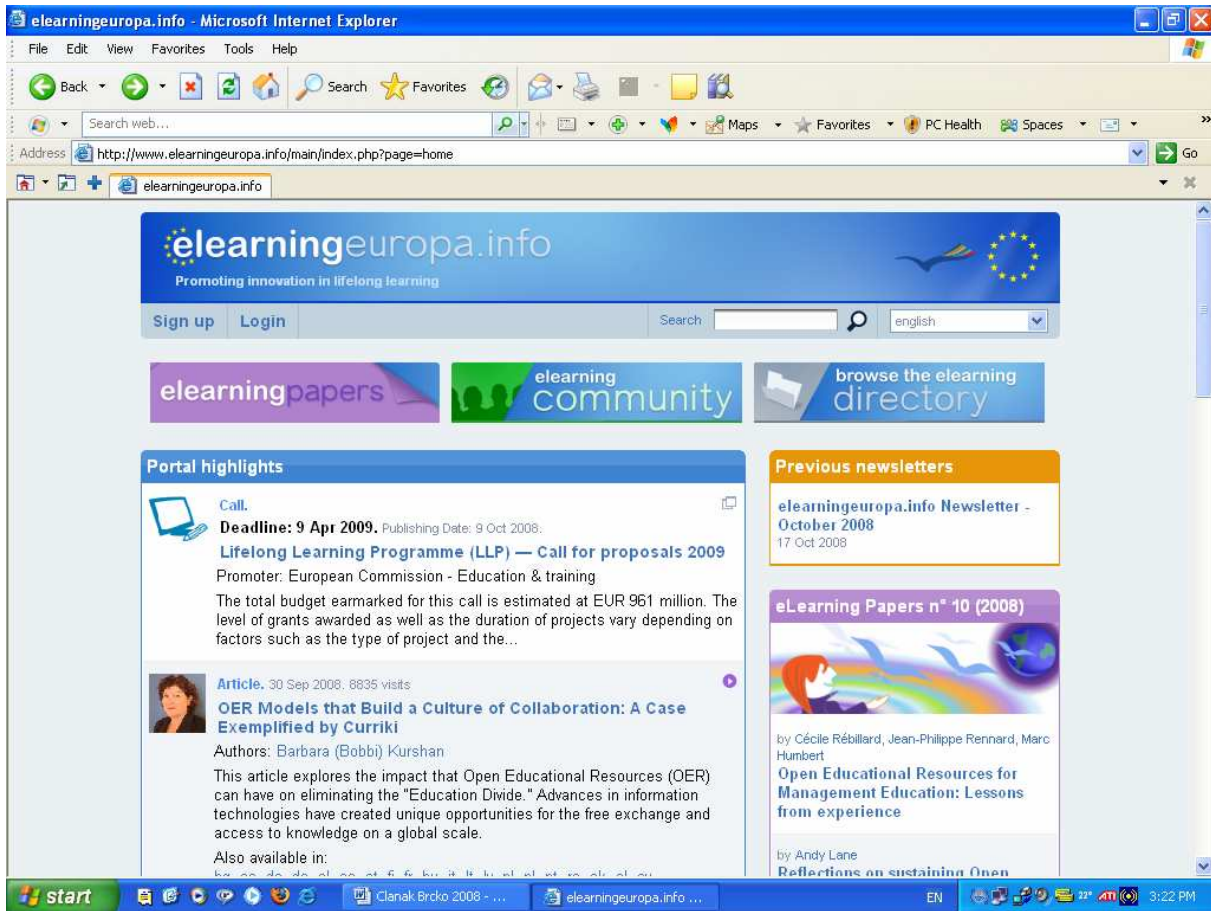 elearningeuropa.info - Microsoft Internet Explorer
File Edit View Favorites Tools Help
Back Search Favorites
Search web... Maps Favorites PC Health Spaces »
Address http://www.elearningeuropa.info/main/index.php?page=home Go
elearningeuropa.info
elearningeuropa.info
Promoting innovation in lifelong learning
Sign up Login Search english
elearningpapers
elearning
community
browse the elearning
directory
Portal highlights
Call.
Deadline: 9 Apr 2009. Publishing Date: 9 Oct 2008.
Lifelong Learning Programme (LLP) — Call for proposals 2009
Promoter: European Commission - Education & training
The total budget earmarked for this call is estimated at EUR 961 million. The
level of grants awarded as well as the duration of projects vary depending on
factors such as the type of project and the...
Article. 30 Sep 2008. 8835 visits
OER Models that Build a Culture of Collaboration: A Case
Exemplified by Curriki
Authors: Barbara (Bobbi) Kurshan
This article explores the impact that Open Educational Resources (OER)
can have on eliminating the "Education Divide." Advances in information
technologies have created unique opportunities for the free exchange and
access to knowledge on a global scale.
Also available in:
Previous newsletters
elearningeuropa.info Newsletter -
October 2008
17 Oct 2008
eLearning Papers n° 10 (2008)
by Cécile Rébillard, Jean-Philippe Rennard, Marc
Humbert
Open Educational Resources for
Management Education: Lessons
from experience
by Andy Lane
Reflections on sustaining Open
start Clanak Brcko 2008 - ... elearningeuropa.info ... EN 22° ATI 3:22 PM